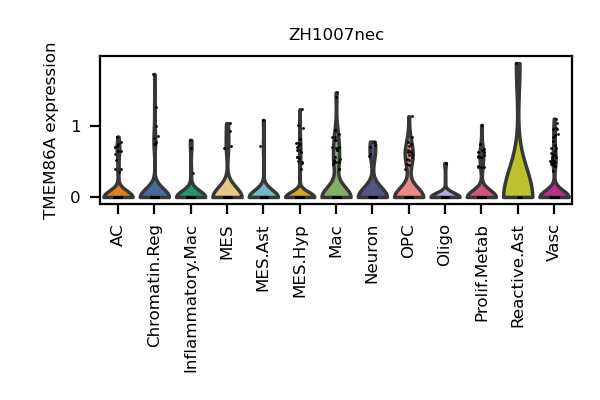 ZH1007nec
TMEM86A expression
1
0
AC
Chromatin.Reg
Inflammatory.Mac
MES
MES.Ast
MES.Hyp
Mac
Neuron
OPC
Oligo
Prolif.Metab
Reactive.Ast
Vasc